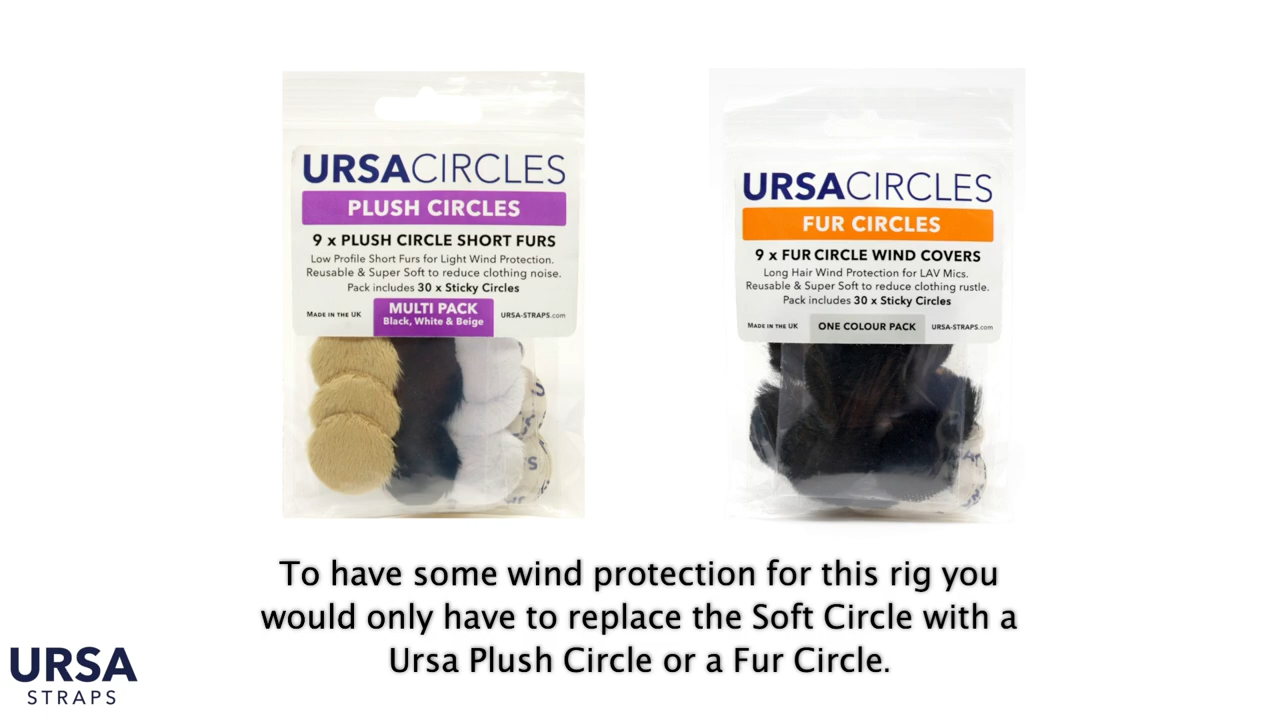 URSACIRCLES
PLUSH CIRCLES
9 x PLUSH CIRCLE SHORT FURS
Low Profile Short Furs for Light Wind Protection.
Reusable & Super Soft to reduce clothing noise.
Pack includes 30 x Sticky Circles
MADE IN THE UK
MULTI PACK
Black, White & Beige
URSA-STRAPS.com
URSACIRCLES
FUR CIRCLES
9 x FUR CIRCLE WIND COVERS
Long Hair Wind Protection for LAV Mics.
Reusable & Super Soft to reduce clothing rustle.
Pack includes 30 x Sticky Circles
MADE IN THE UK
ONE COLOUR PACK
URSA-STRAPS.com
To have some wind protection for this rig you
would only have to replace the Soft Circle with a
Ursa Plush Circle or a Fur Circle.
URSA
STRAPS